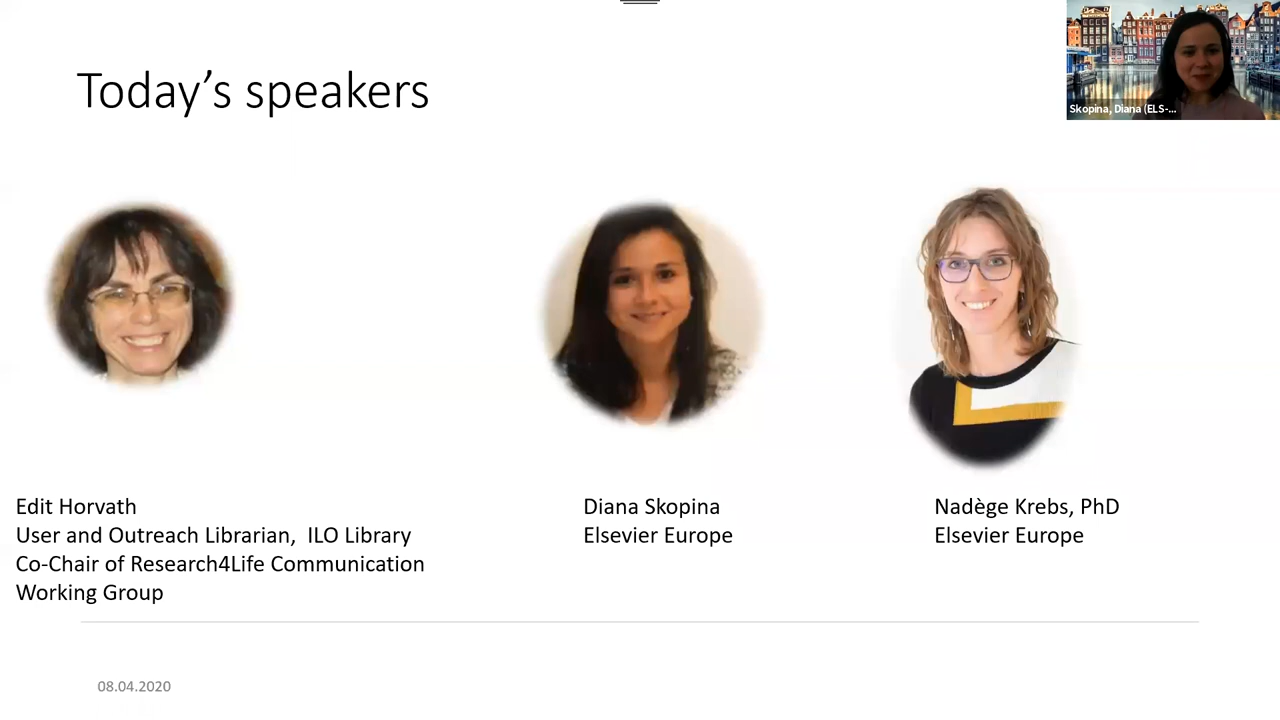 Today's speakers
Skopina, Diana (ELS-...
Edit Horvath
User and Outreach Librarian,  ILO Library
Co-Chair of Research4Life Communication
Working Group
Diana Skopina
Elsevier Europe
Nadège Krebs, PhD
Elsevier Europe
08.04.2020